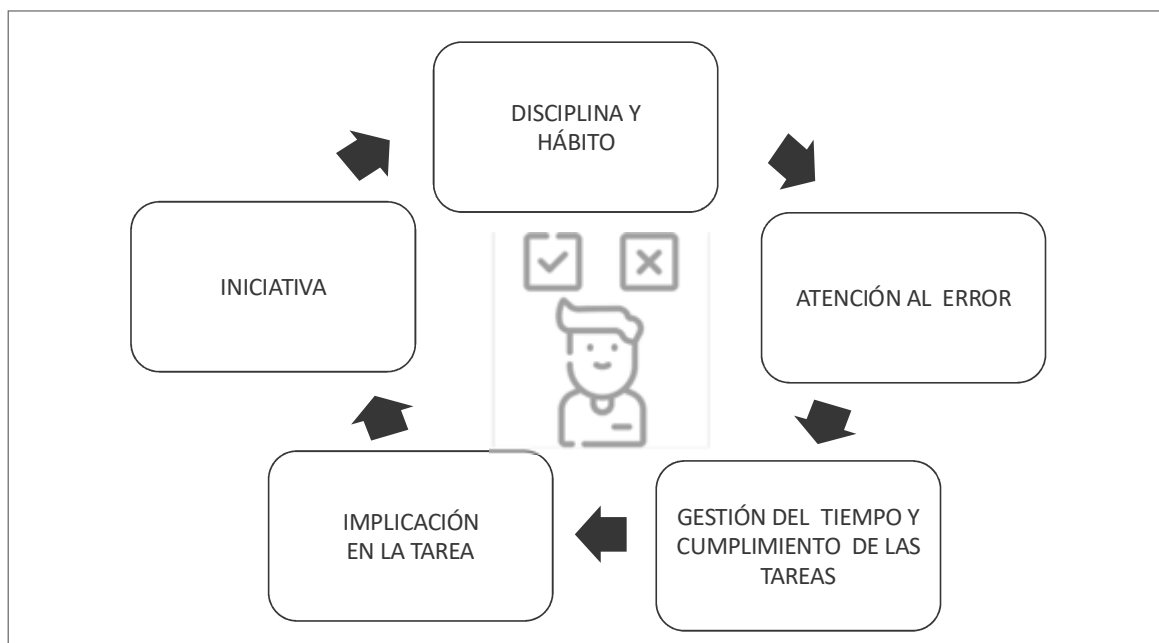 DISCIPLINA Y
HÁBITO
ATENCIÓN AL ERROR
GESTIÓN DEL TIEMPO Y
CUMPLIMIENTO DE LAS
TAREAS
IMPLICACIÓN
EN LA TAREA
INICIATIVA